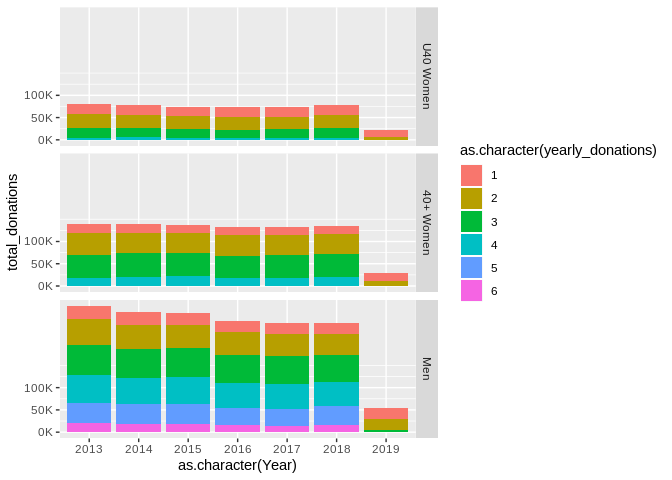 total_donations
100K
50K
0K
U40 Women
100K
50K
0K
40+ Women
100K
50K
0K
Men
2013 2014 2015 2016 2017 2018 2019
as.character(Year)
as.character(yearly_donations)
1
2
3
4
5
6